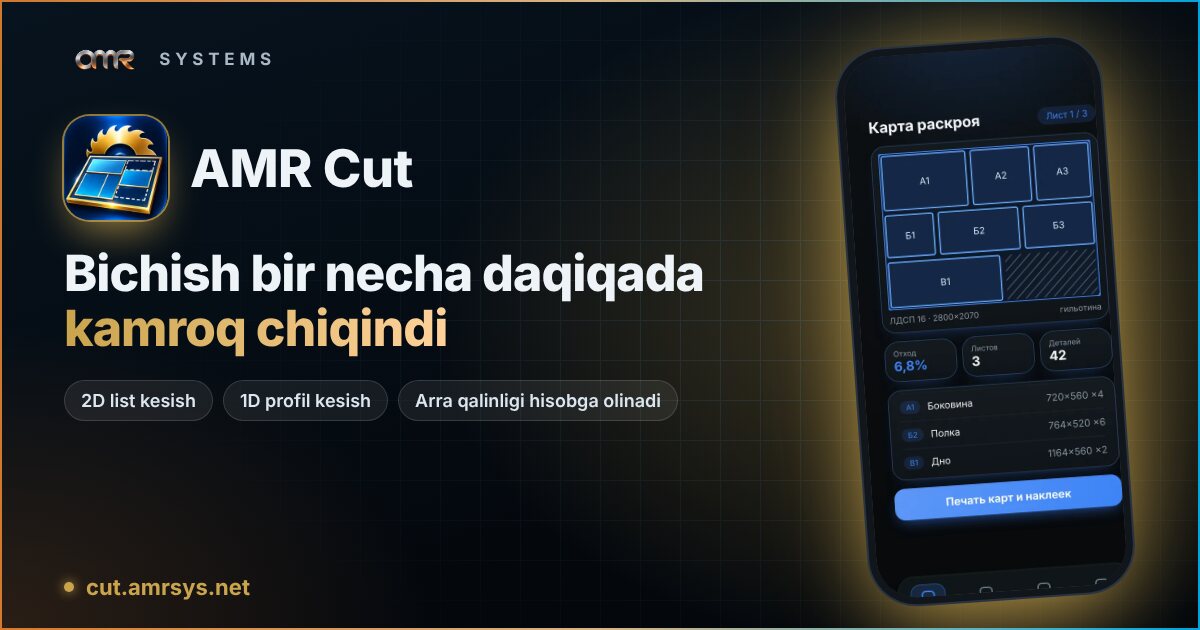 AMR SYSTEMS
AMR Cut
Bichish bir necha daqiqada
kamroq chiqindi
2D list kesish
1D profil kesish
Arra qalinligi hisobga olinadi
cut.amrsys.net
Карта раскроя
Лист 1 / 3
А1
А2
А3
Б1
Б2
Б3
В1
ЛДСП 16 · 2800×2070
гильотина
Отход
6,8%
Листов
3
Деталей
42
А1 Боковина 720×560 ×4
Б2 Полка 764×520 ×6
В1 Дно 1164×560 ×2
Печать карт и наклеек